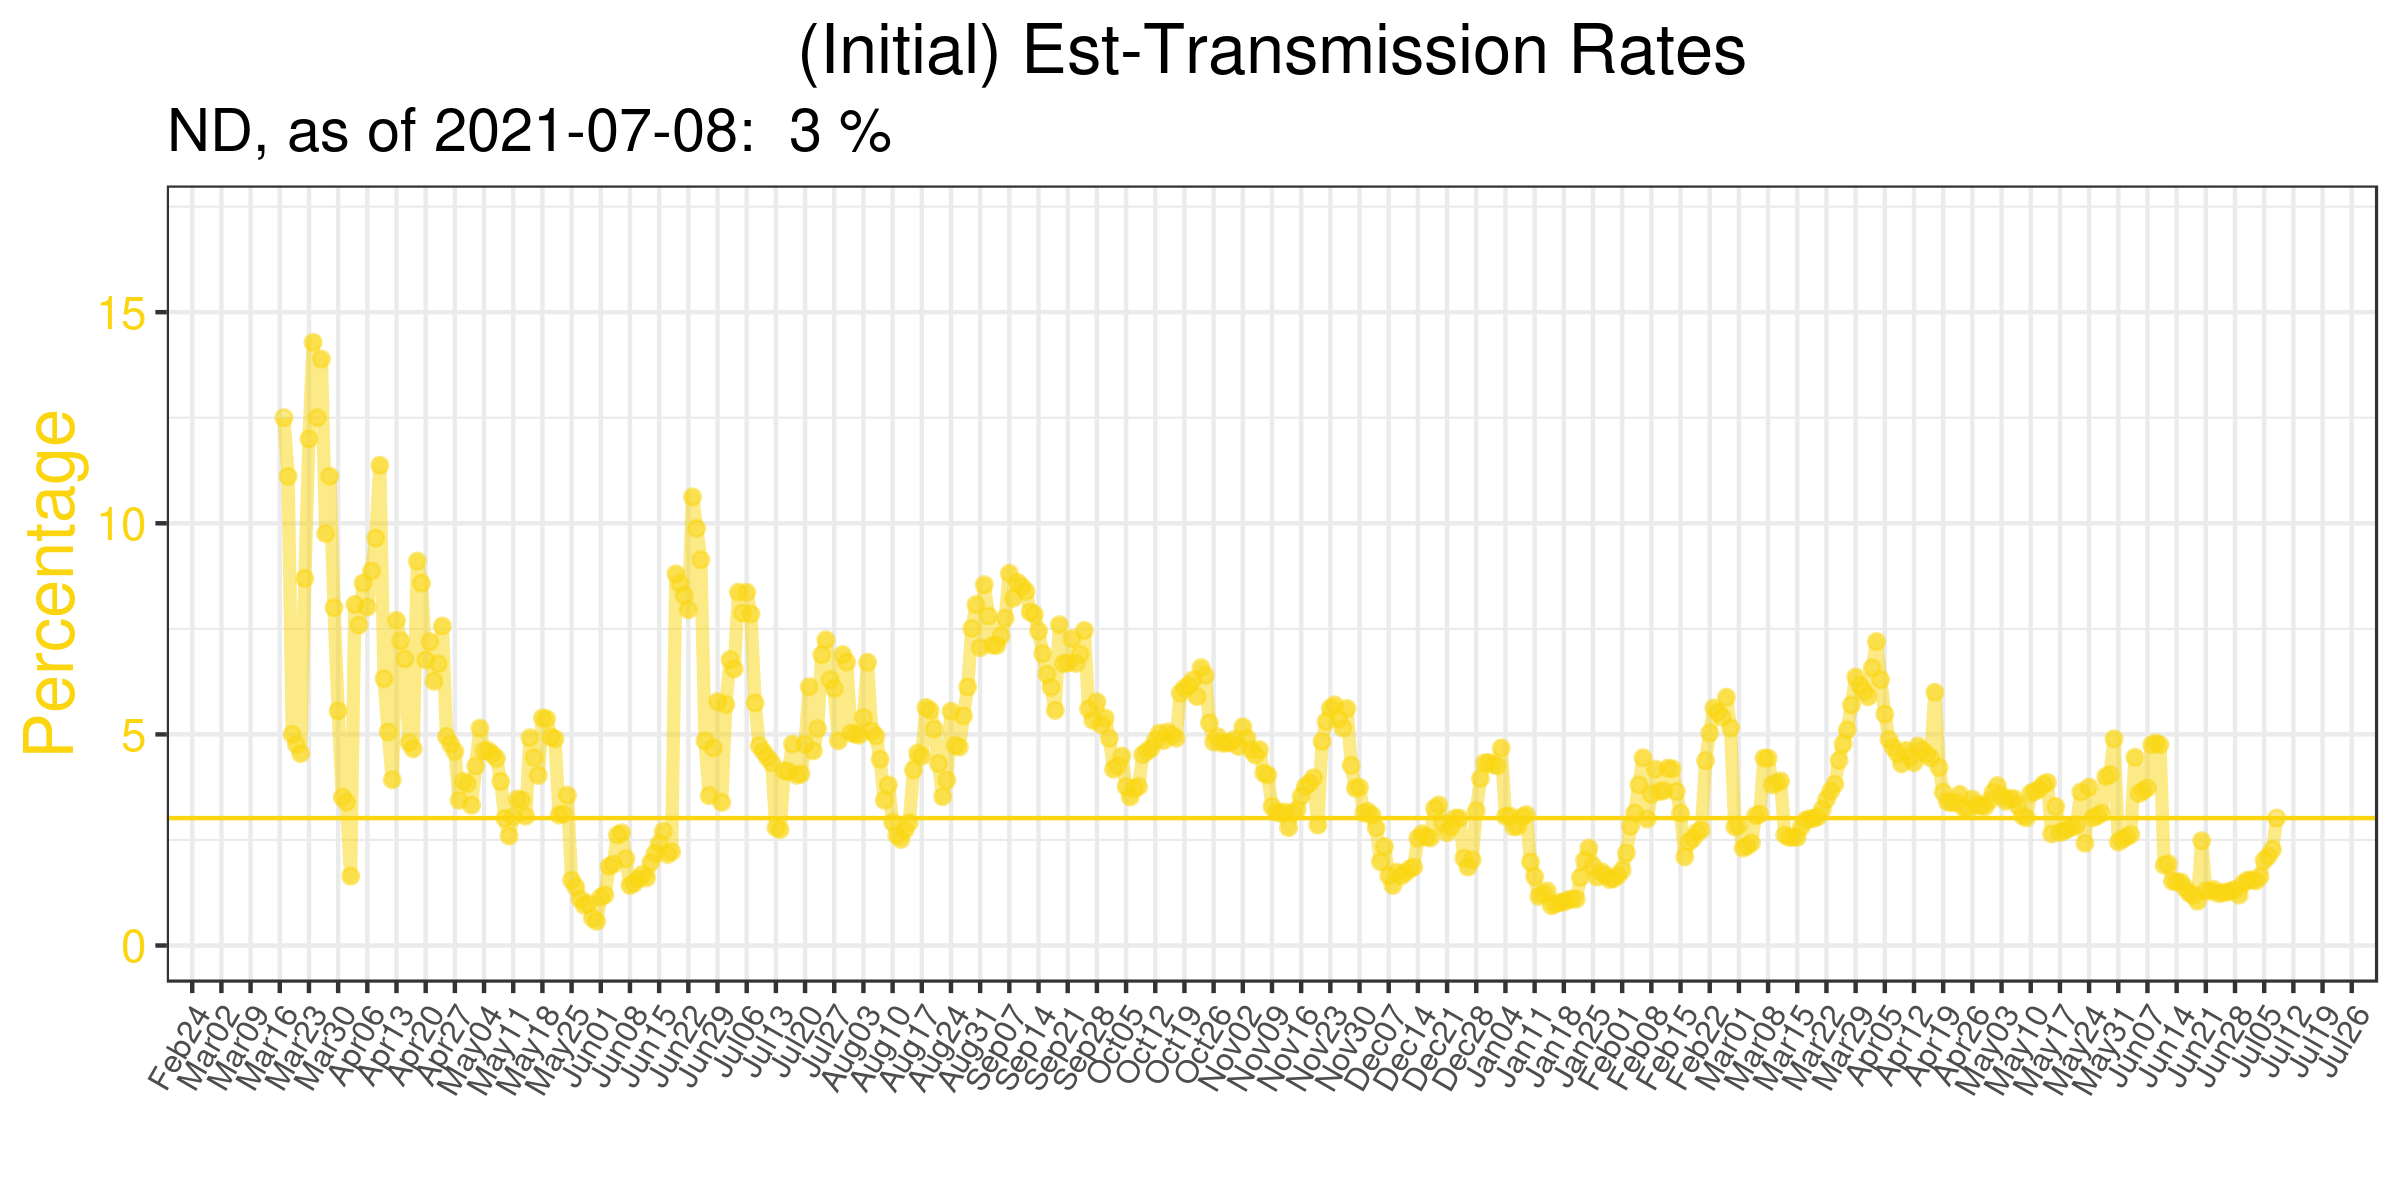 (Initial) Est-Transmission Rates
ND, as of 2021-07-08:  3 %
Percentage
15
10
5
0
Feb24
Mar02
Mar09
Mar16
Mar23
Mar30
Apr06
Apr13
Apr20
Apr27
May04
May11
May18
May25
Jun01
Jun08
Jun15
Jun22
Jun29
Jul06
Jul13
Jul20
Jul27
Aug03
Aug10
Aug17
Aug24
Aug31
Sep07
Sep14
Sep21
Sep28
Oct05
Oct12
Oct19
Oct26
Nov02
Nov09
Nov16
Nov23
Nov30
Dec07
Dec14
Dec21
Dec28
Jan04
Jan11
Jan18
Jan25
Feb01
Feb08
Feb15
Feb22
Mar01
Mar08
Mar15
Mar22
Mar29
Apr05
Apr12
Apr19
Apr26
May03
May10
May17
May24
May31
Jun07
Jun14
Jun21
Jun28
Jul05
Jul12
Jul19
Jul26